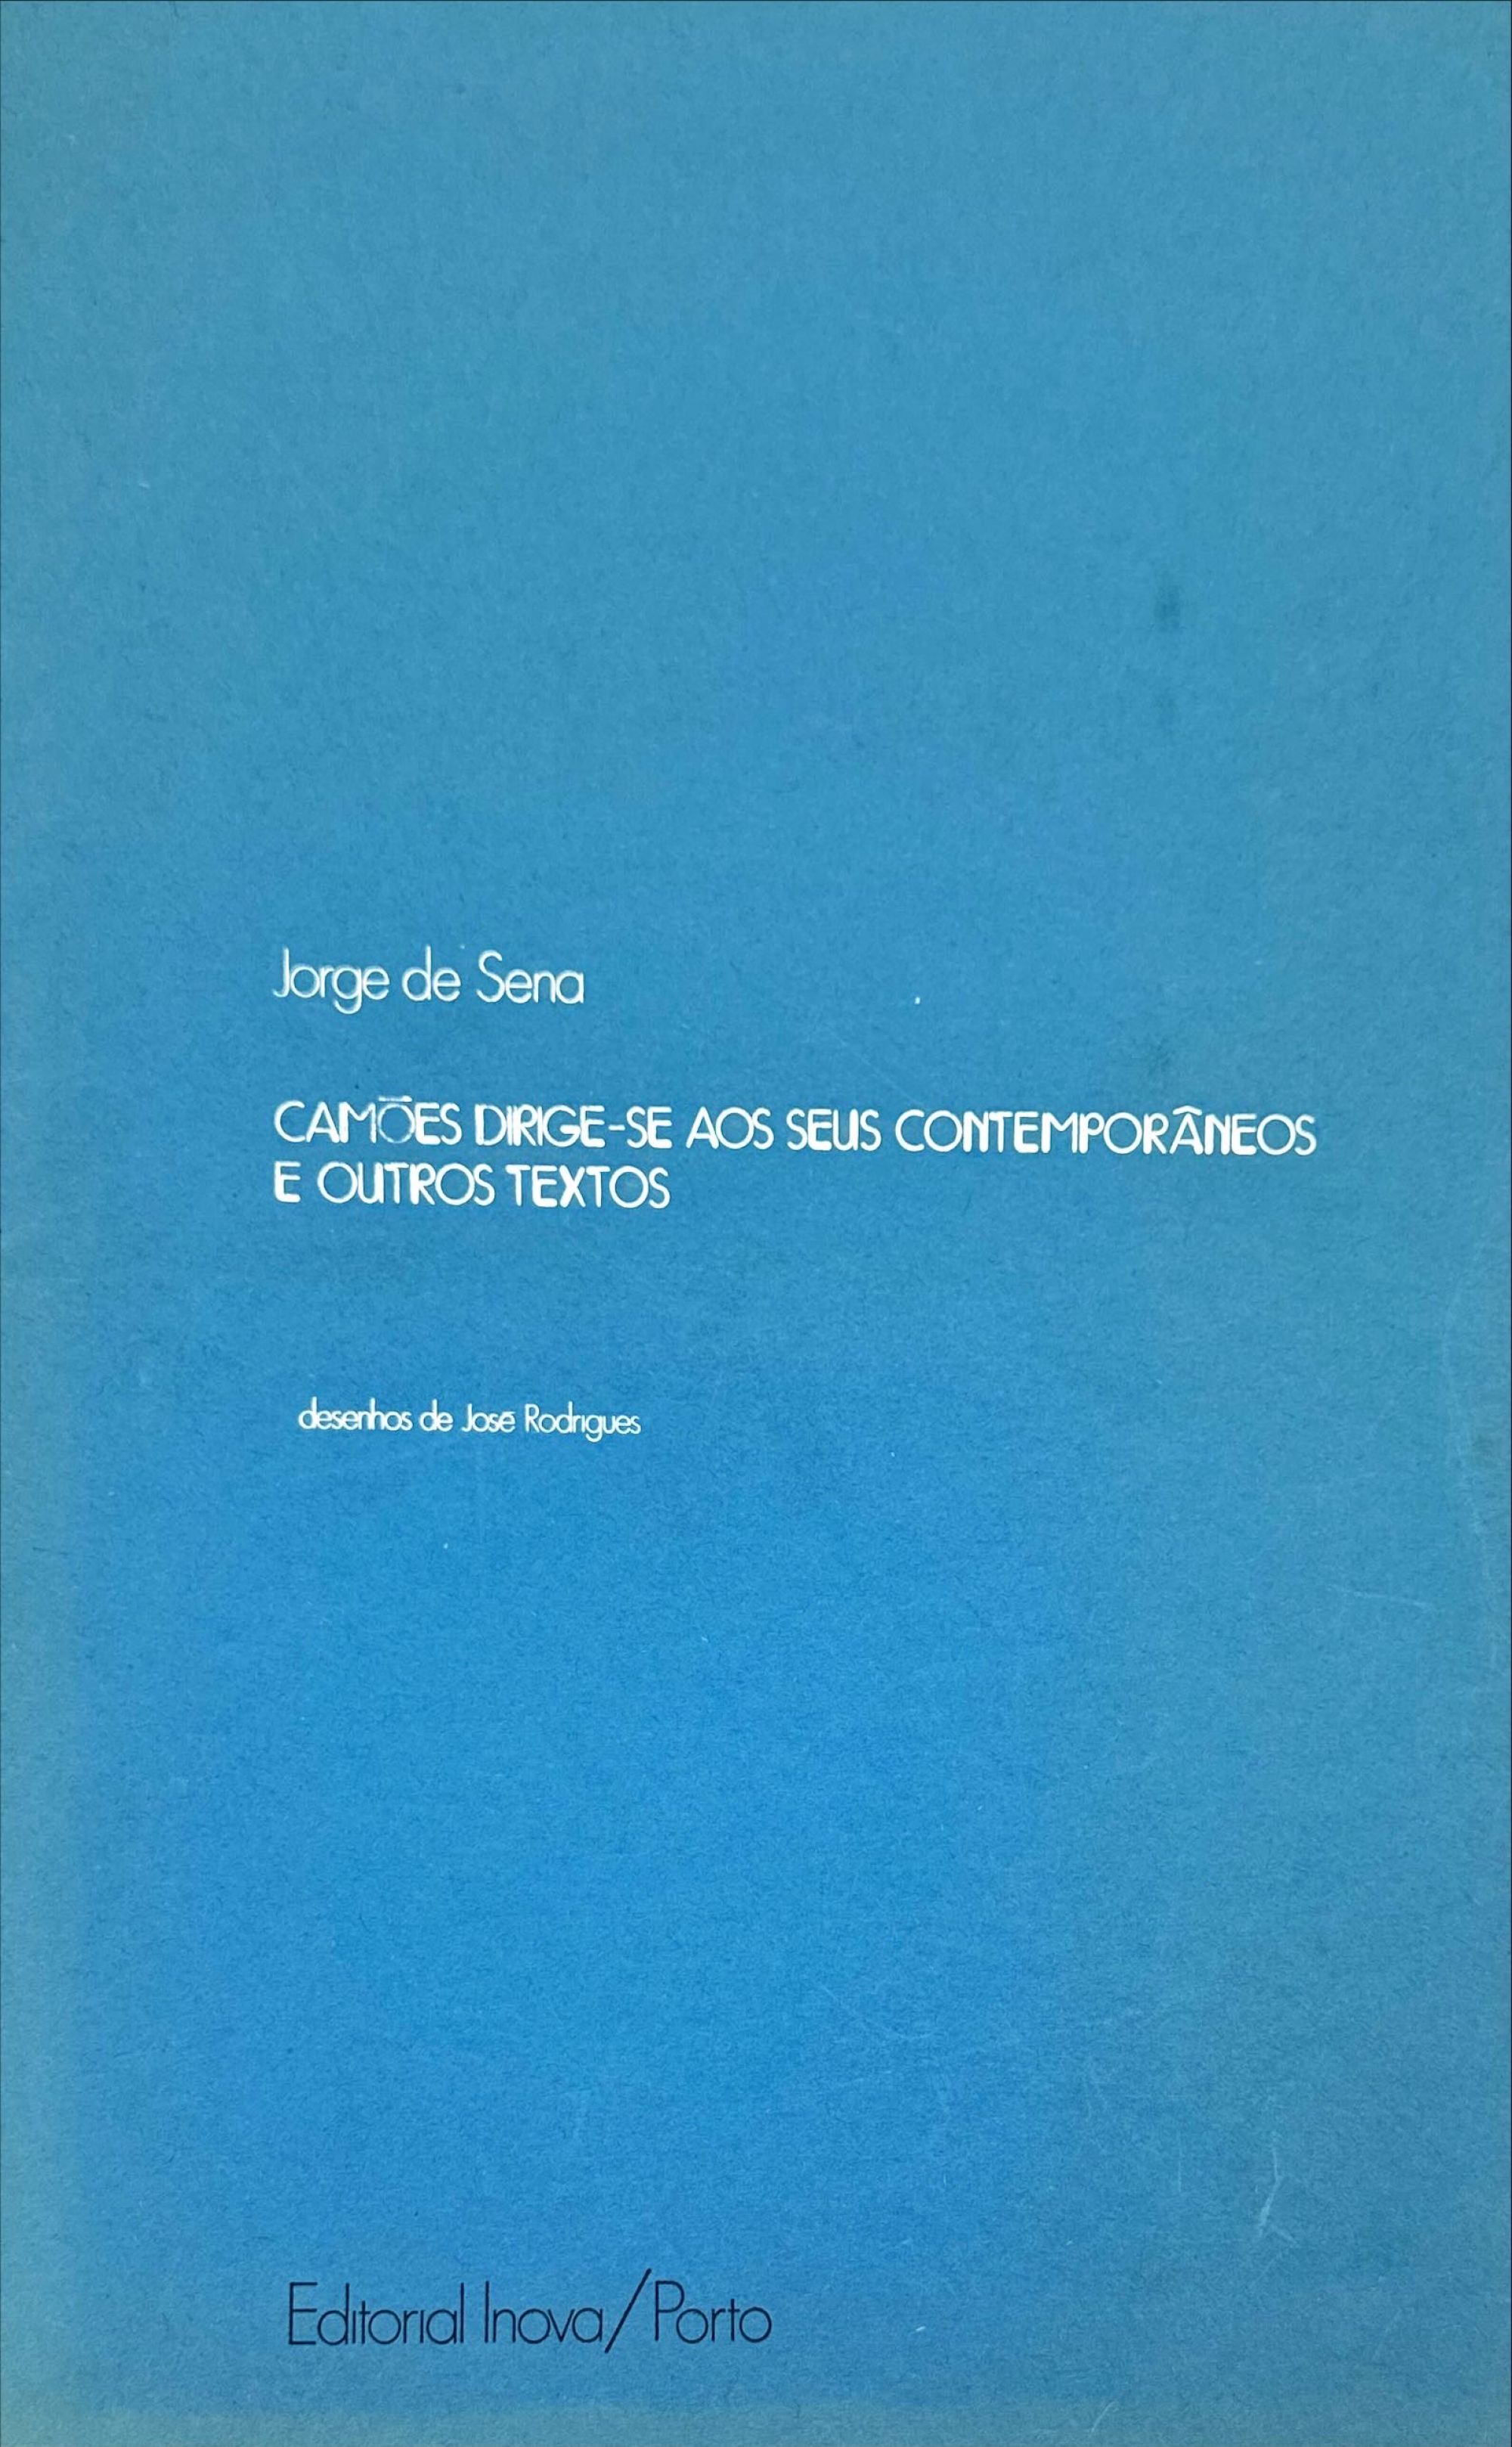 Jorge de Sena
CAMÕES DIRIGE-SE AOS SEUS CONTEMPORÂNEOS
E OUTROS TEXTOS
desenhos de José Rodrigues
Editorial Inova/Porto